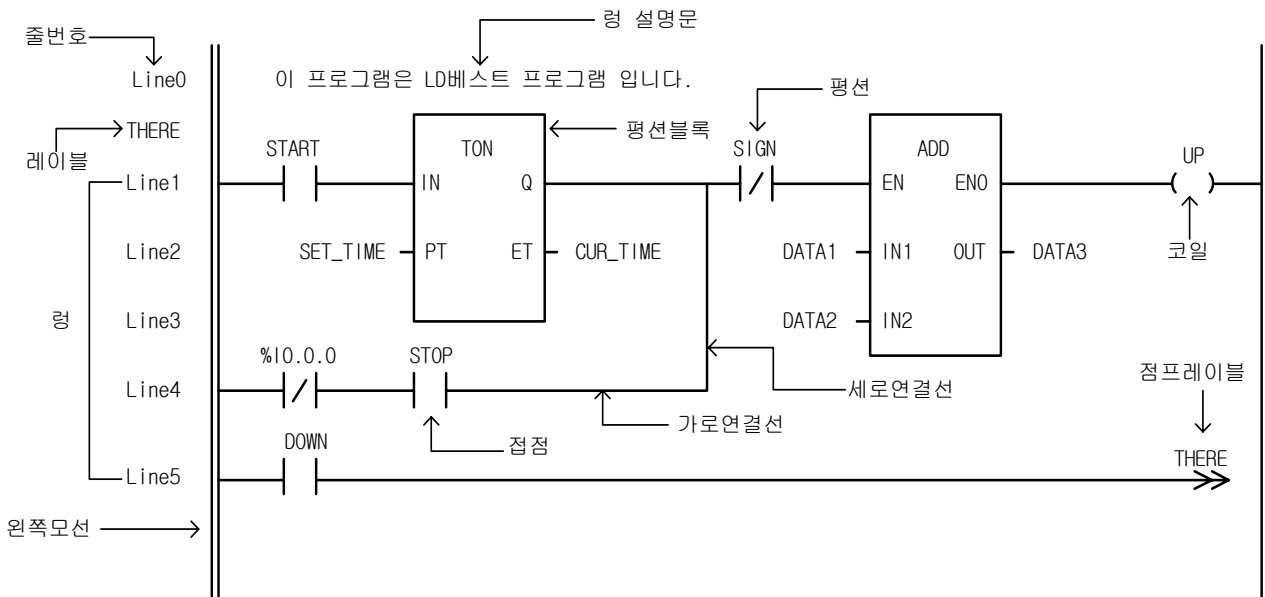 렁 설명문
줄번호
Line0 이 프로그램은 LD베스트 프로그램 입니다.
평션
THERE
평션블록
레이블
START TON SIGN ADD UP
Line1 IN Q EN ENO
Line2 SET_TIME PT ET CUR_TIME DATA1 IN1 OUT DATA3 코일
렁 Line3 DATA2 IN2
%I0.0.0 STOP
점프레이블
Line4 세로연결선
가로연결선
DOWN 접점
THERE
Line5
왼쪽모선